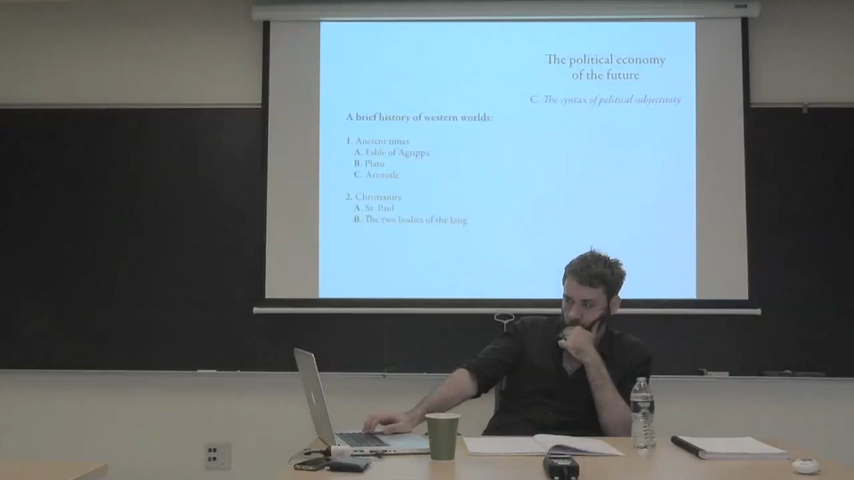 The political economy
of the future
C. The syntax of political subjectivity
A brief history of western worlds:
1. Ancient times
A. Fable of Agrippa
B. Plato
C. Aristotle
2. Christianity
A. St. Paul
B. The two bodies of the king